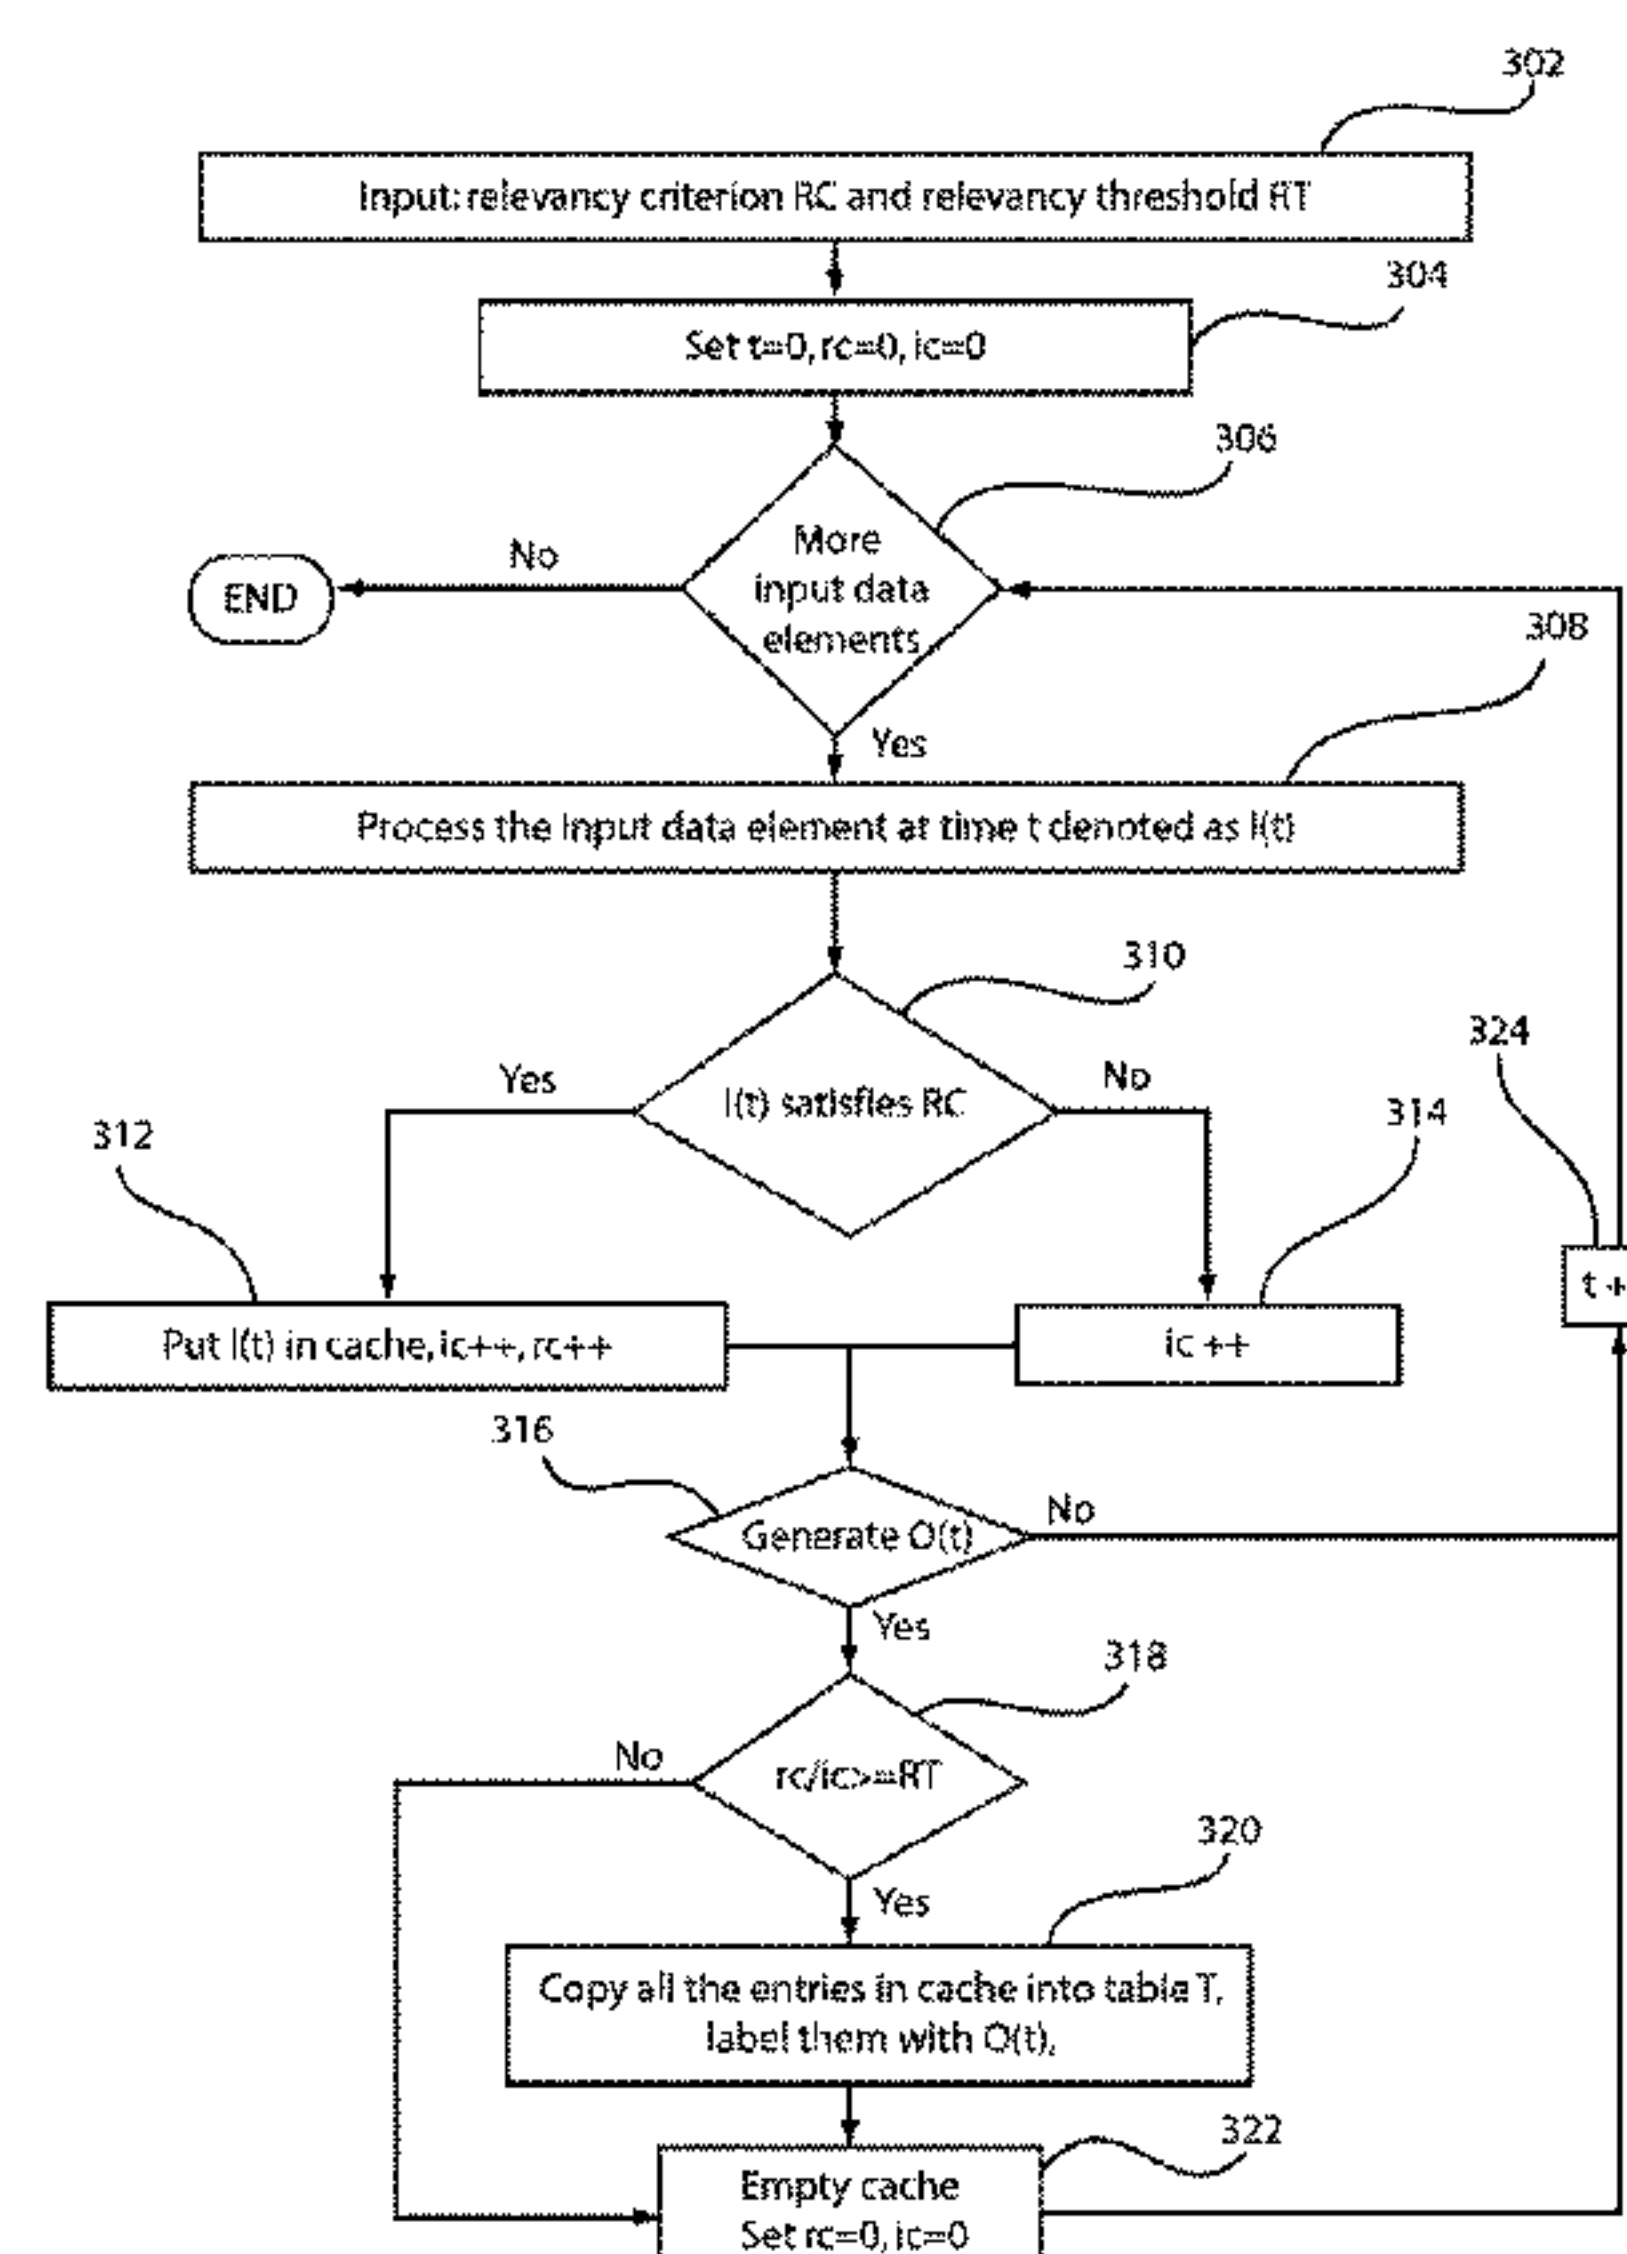 302
Input: relevancy criterion RC and relevancy threshold RT
304
Set t=0, rc=0, ic=0
306
More
input data
elements
No
END
308
Yes
Process the input data element at time t denoted as I(t)
310
324
Yes
I(t) satisfies RC
No
312
314
t +
Put I(t) in cache, ic++, rc++
ic ++
316
Generate O(t)
No
Yes
318
No
rc/ic>=RT
320
Yes
Copy all the entries in cache into table T,
label them with O(t),
322
Empty cache
Set rc=0, ic=0